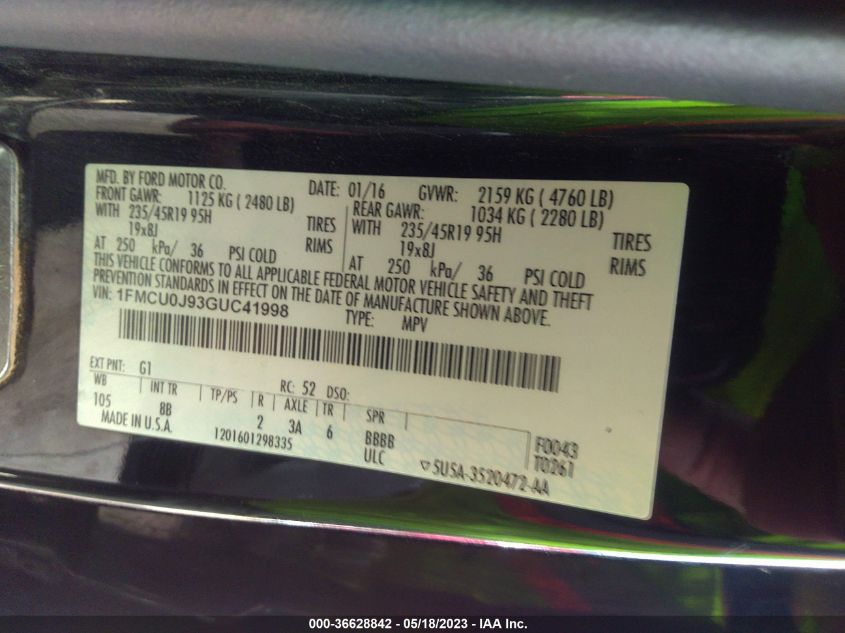 MFD. BY FORD MOTOR CO. DATE: 01/16 GVWR: 2159 KG ( 4760 LB)
FRONT GAWR: 1125 KG ( 2480 LB) REAR GAWR: 1034 KG ( 2280 LB)
WITH 235/45R19 95H TIRES WITH 235/45R19 95H TIRES
19x8J RIMS 19x8J RIMS
AT 250 kPa/ 36 PSI COLD AT 250 kPa/ 36 PSI COLD
THIS VEHICLE CONFORMS TO ALL APPLICABLE FEDERAL MOTOR VEHICLE SAFETY AND THEFT
PREVENTION STANDARDS IN EFFECT ON THE DATE OF MANUFACTURE SHOWN ABOVE.
VIN: 1FMCU0J93GUC41998
TYPE: MPV
EXT PNT: G1 RC: 52 DSO:
WB INT TR TP/PS R AXLE TR SPR
105 8B 2 3A 6 BBBB F0043
MADE IN U.S.A. 1201601298335 ULC T0261
▽5U5A-3520472-AA
000-36628842 - 05/18/2023 - IAA Inc.